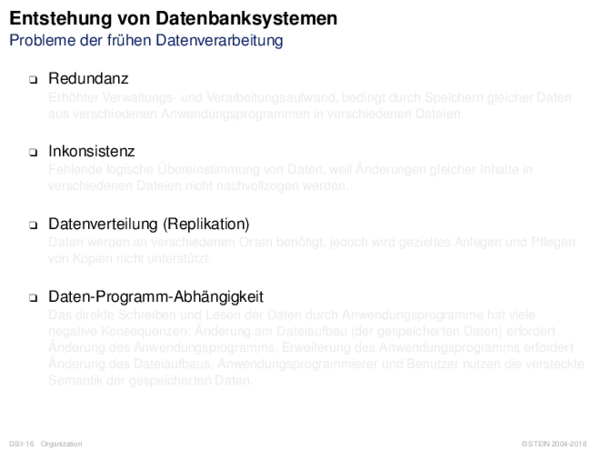 Entstehung von Datenbanksystemen
Probleme der frühen Datenverarbeitung
❑ Redundanz
Erhöhter Verwaltungs- und Verarbeitungsaufwand, bedingt durch Speichern gleicher Daten
aus verschiedenen Anwendungsprogrammen in verschiedenen Dateien.
❑ Inkonsistenz
Fehlende logische Übereinstimmung von Daten, weil Änderungen gleicher Inhalte in
verschiedenen Dateien nicht nachvollzogen werden.
❑ Datenverteilung (Replikation)
Daten werden an verschiedenen Orten benötigt, jedoch wird gezieltes Anlegen und Pflegen
von Kopien nicht unterstützt.
❑ Daten-Programm-Abhängigkeit
Das direkte Schreiben und Lesen der Daten durch Anwendungsprogramme hat viele
negative Konsequenzen: Änderung am Dateiaufbau (der gespeicherten Daten) erfordert
Änderung des Anwendungsprogramms, Erweiterung des Anwendungsprogramms erfordert
Änderung des Dateiaufbaus, Anwendungsprogrammierer und Benutzer nutzen die versteckte
Semantik der gespeicherten Daten.
DB:I-16 Organization © STEIN 2004-2018